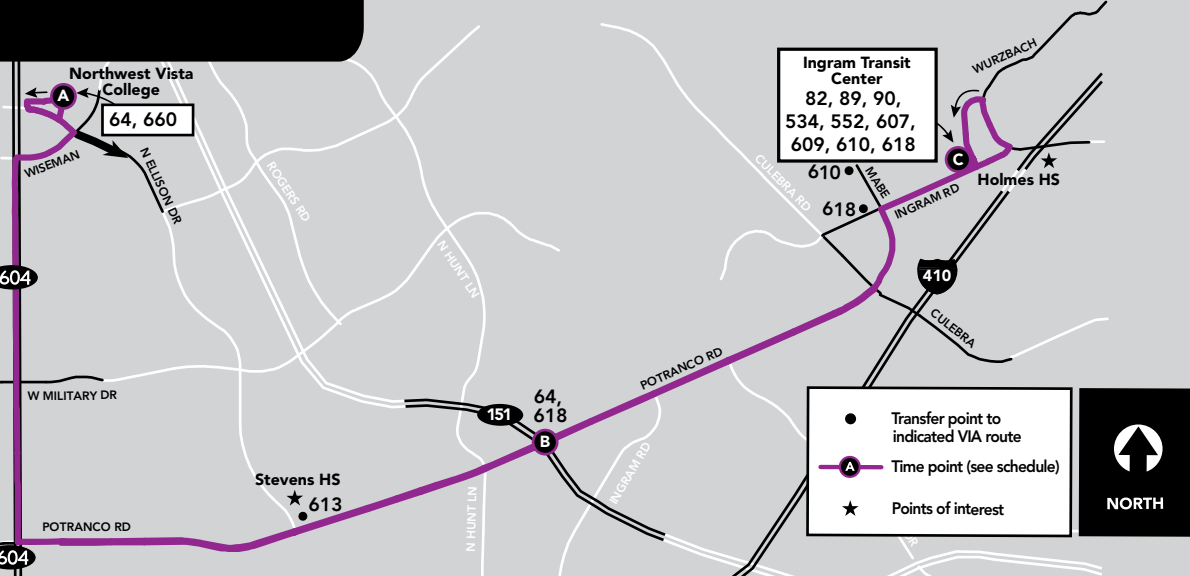 Northwest Vista
College
A
64, 660
WISEMAN
N ELLISON DR
ROGERS RD
N HUNT LN
CULEBRA RD
Ingram Transit
Center
82, 89, 90,
534, 552, 607,
609, 610, 618
WURZBACH
C
Holmes HS
610
MABE
618
INGRAM RD
604
410
CULEBRA
POTRANCO RD
W MILITARY DR
64,
618
151
B
Stevens HS
613
INGRAM RD
N HUNT LN
POTRANCO RD
604
Transfer point to
indicated VIA route
A
Time point (see schedule)
Points of interest
NORTH
DR